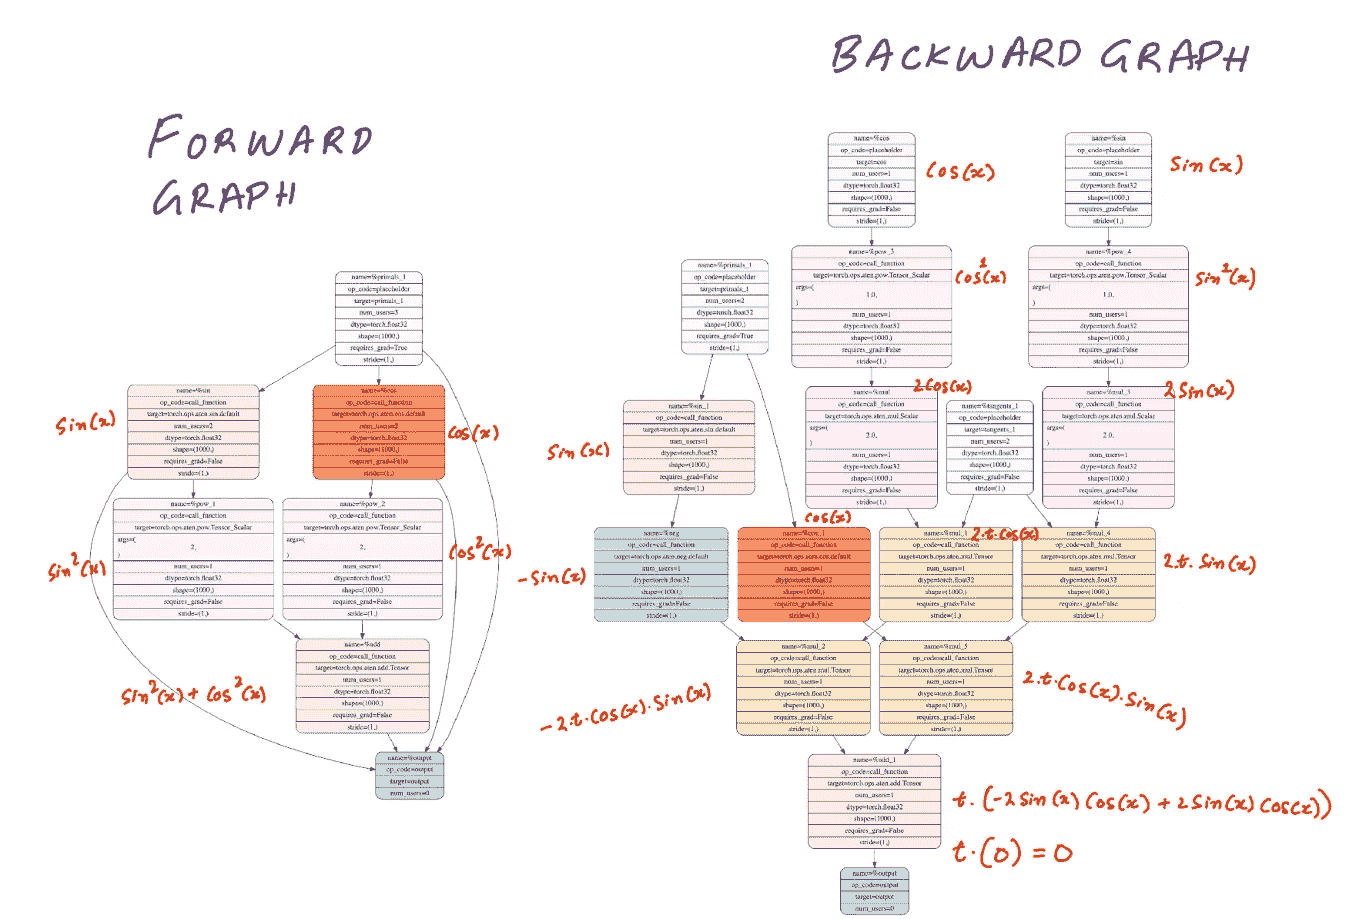 BACKWARD GRAPH
FORWARD
GRAPH
name=%primals_1
op_code=placeholder
target=primals_1
num_users=3
dtype=torch.float32
shape=(1000,)
requires_grad=True
stride=(1,)
sin(x)
name=%sin
op_code=call_function
target=torch.ops.aten.sin.default
num_users=2
dtype=torch.float32
shape=(1000,)
requires_grad=False
stride=(1,)
name=%cos
op_code=call_function
target=torch.ops.aten.cos.default
num_users=2
dtype=torch.float32
shape=(1000,)
requires_grad=False
stride=(1,)
cos(x)
sin²(x)
name=%pow_1
op_code=call_function
target=torch.ops.aten.pow.Tensor_Scalar
args=(
2,
)
num_users=1
dtype=torch.float32
shape=(1000,)
requires_grad=False
stride=(1,)
name=%pow_2
op_code=call_function
target=torch.ops.aten.pow.Tensor_Scalar
args=(
2,
)
num_users=1
dtype=torch.float32
shape=(1000,)
requires_grad=False
stride=(1,)
cos²(x)
name=%add
op_code=call_function
target=torch.ops.aten.add.Tensor
num_users=1
dtype=torch.float32
shape=(1000,)
requires_grad=False
stride=(1,)
sin²(x) + cos²(x)
name=%output
op_code=output
target=output
num_users=0
name=%cos
op_code=placeholder
target=cos
num_users=1
dtype=torch.float32
shape=(1000,)
requires_grad=False
stride=(1,)
cos(x)
name=%sin
op_code=placeholder
target=sin
num_users=1
dtype=torch.float32
shape=(1000,)
requires_grad=False
stride=(1,)
sin(x)
name=%primals_1
op_code=placeholder
target=primals_1
num_users=2
dtype=torch.float32
shape=(1000,)
requires_grad=True
stride=(1,)
name=%pow_3
op_code=call_function
target=torch.ops.aten.pow.Tensor_Scalar
args=(
1.0,
)
num_users=1
dtype=torch.float32
shape=(1000,)
requires_grad=False
stride=(1,)
cos¹(x)
name=%pow_4
op_code=call_function
target=torch.ops.aten.pow.Tensor_Scalar
args=(
1.0,
)
num_users=1
dtype=torch.float32
shape=(1000,)
requires_grad=False
stride=(1,)
sin¹(x)
sin(x)
name=%sin_1
op_code=call_function
target=torch.ops.aten.sin.default
num_users=1
dtype=torch.float32
shape=(1000,)
requires_grad=False
stride=(1,)
name=%mul
op_code=call_function
target=torch.ops.aten.mul.Scalar
args=(
2.0,
)
num_users=1
dtype=torch.float32
shape=(1000,)
requires_grad=False
stride=(1,)
2cos(x)
name=%tangents_1
op_code=placeholder
target=tangents_1
num_users=2
dtype=torch.float32
shape=(1000,)
requires_grad=False
stride=(1,)
name=%mul_3
op_code=call_function
target=torch.ops.aten.mul.Scalar
args=(
2.0,
)
num_users=1
dtype=torch.float32
shape=(1000,)
requires_grad=False
stride=(1,)
2sin(x)
-sin(x)
name=%neg
op_code=call_function
target=torch.ops.aten.neg.default
num_users=1
dtype=torch.float32
shape=(1000,)
requires_grad=False
stride=(1,)
cos(x)
name=%cos_1
op_code=call_function
target=torch.ops.aten.cos.default
num_users=1
dtype=torch.float32
shape=(1000,)
requires_grad=False
stride=(1,)
name=%mul_1
op_code=call_function
target=torch.ops.aten.mul.Tensor
num_users=1
dtype=torch.float32
shape=(1000,)
requires_grad=False
stride=(1,)
2.t.cos(x)
name=%mul_4
op_code=call_function
target=torch.ops.aten.mul.Tensor
num_users=1
dtype=torch.float32
shape=(1000,)
requires_grad=False
stride=(1,)
2.t. sin(x)
-2.t.cos(x).sin(x)
name=%mul_2
op_code=call_function
target=torch.ops.aten.mul.Tensor
num_users=1
dtype=torch.float32
shape=(1000,)
requires_grad=False
stride=(1,)
name=%mul_5
op_code=call_function
target=torch.ops.aten.mul.Tensor
num_users=1
dtype=torch.float32
shape=(1000,)
requires_grad=False
stride=(1,)
2.t.cos(x).sin(x)
name=%add_1
op_code=call_function
target=torch.ops.aten.add.Tensor
num_users=1
dtype=torch.float32
shape=(1000,)
requires_grad=False
stride=(1,)
t.(-2sin(x)cos(x) + 2sin(x)cos(x))
t.(0) = 0
name=%output
op_code=output
target=output
num_users=0